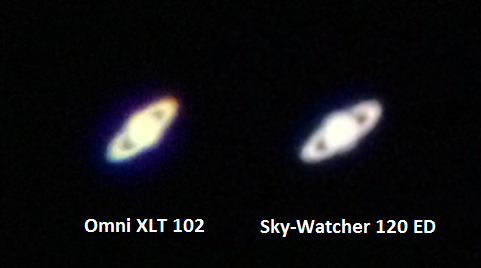 Omni XLT 102
Sky-Watcher 120 ED